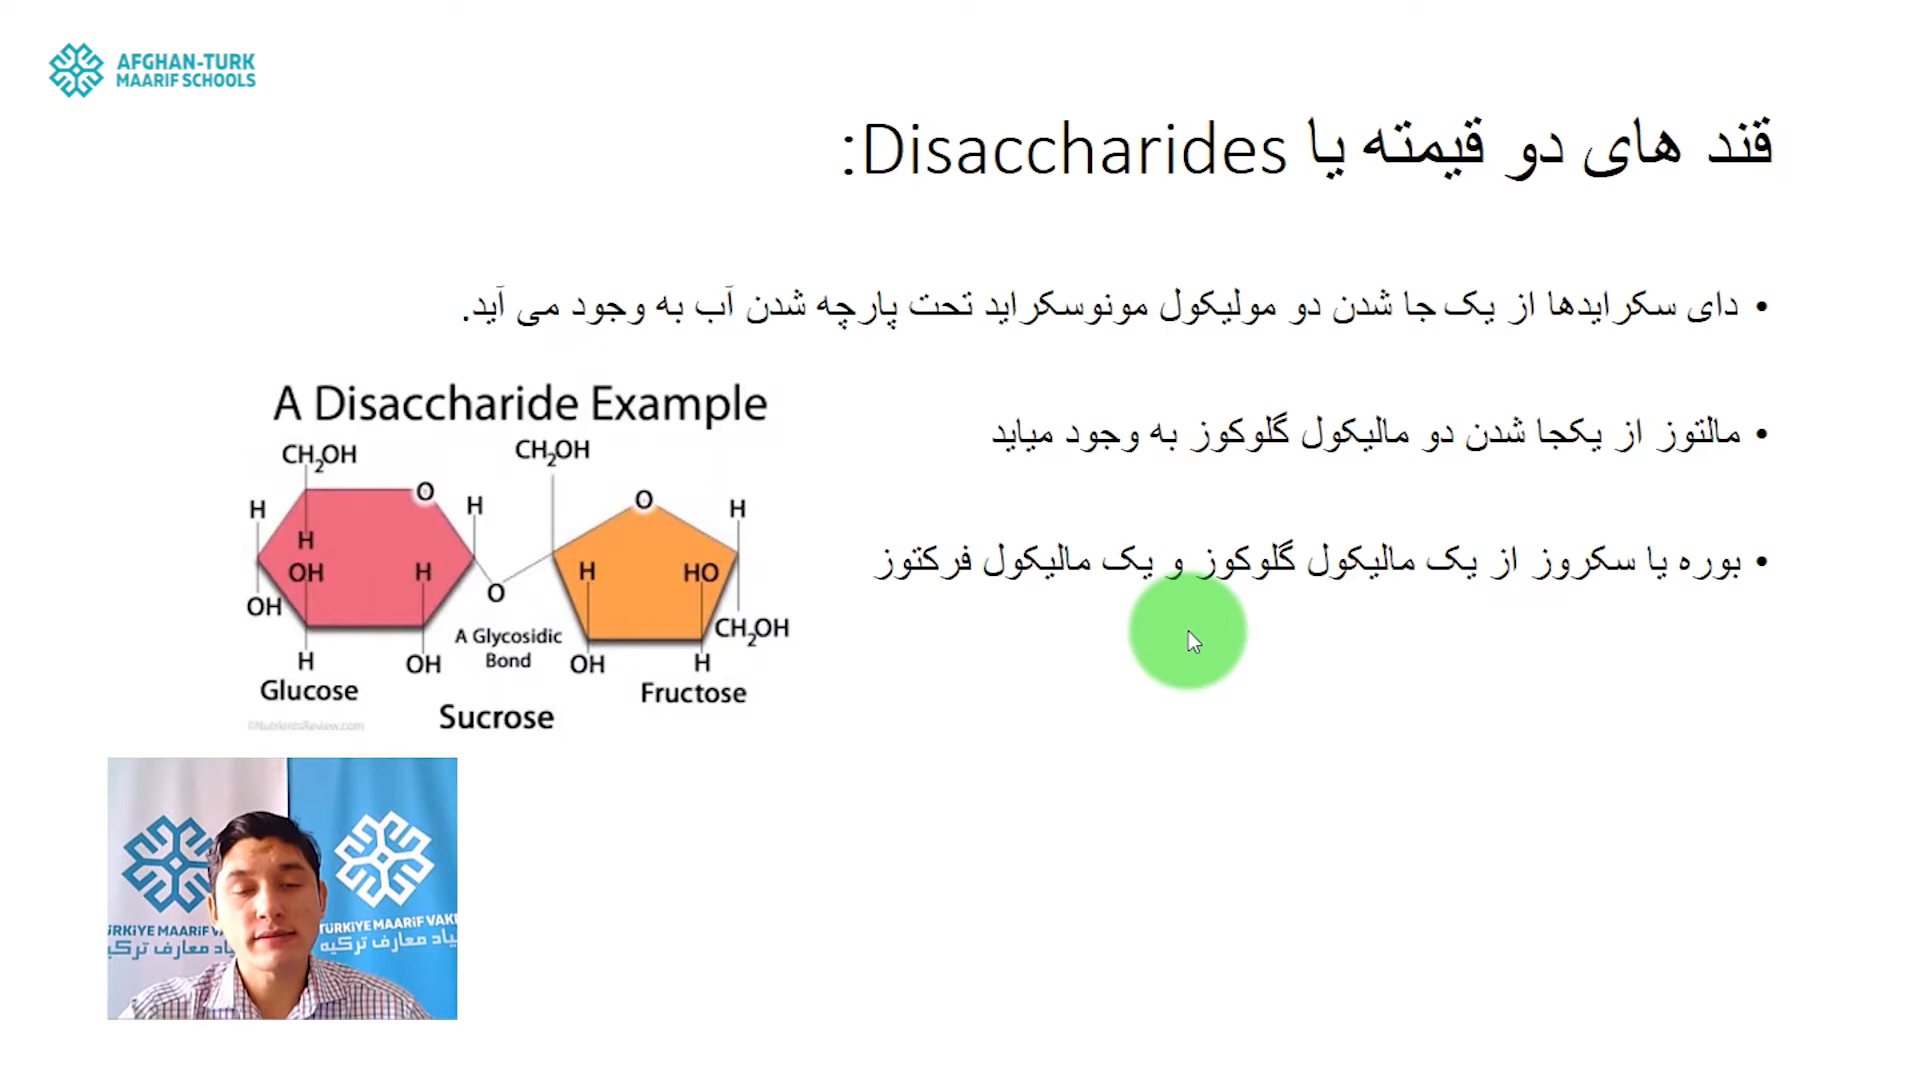 AFGHAN-TURK
MAARIF SCHOOLS
قند های دو قیمته یا Disaccharides:
• دای سکرایدها از یک جا شدن دو مولیکول مونوسکراید تحت پارچه شدن آب به وجود می آید.
• مالتوز از یکجا شدن دو مالیکول گلوکوز به وجود میاید
• بوره یا سکروز از یک مالیکول گلوکوز و یک مالیکول فرکتوز
A Disaccharide Example
CH2OH
CH2OH
O
O
H
H
H
H
H
HO
OH
H
O
OH
CH2OH
A Glycosidic
Bond
H
OH
OH
H
Glucose
Fructose
Sucrose
©NutrientsReview.com
TÜRKİYE MAARİF VAK
یاد معارف ترکیه